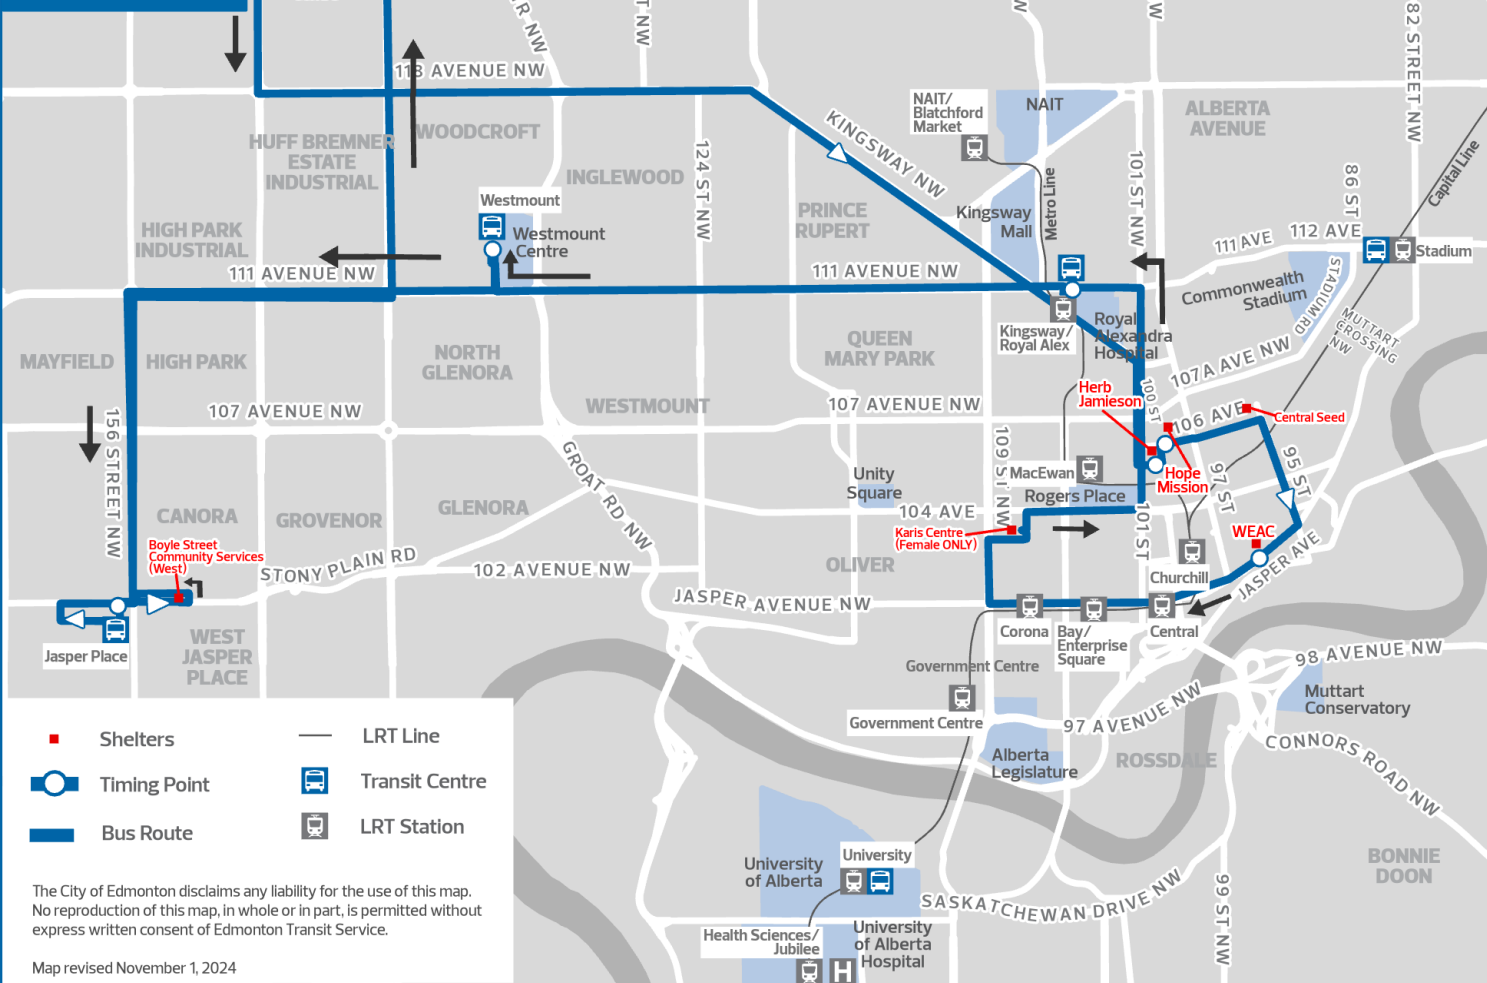 R NW
T NW
W
W
82 STREET NW
118 AVENUE NW
NAIT/
Blatchford
Market
NAIT
ALBERTA
AVENUE
HUFF BREMNER
ESTATE
INDUSTRIAL
WOODCROFT
KINGSWAY NW
124 ST NW
101 ST NW
Capital Line
INGLEWOOD
86 ST
Westmount
Westmount
Centre
PRINCE
RUPERT
Kingsway
Mall
Metro Line
HIGH PARK
INDUSTRIAL
111 AVE
112 AVE
Stadium
111 AVENUE NW
111 AVENUE NW
Commonwealth
Stadium
STADIUM RD
MUTTART
CROSSING
NW
Kingsway/
Royal Alex
Royal
Alexandra
Hospital
MAYFIELD
HIGH PARK
NORTH
GLENORA
QUEEN
MARY PARK
107A AVE NW
100 ST
Herb
Jamieson
156 STREET NW
107 AVENUE NW
WESTMOUNT
107 AVENUE NW
106 AVE
Central Seed
GROAT RD NW
109 ST NW
MacEwan
Hope
Mission
97 ST
95 ST
Unity
Square
Rogers Place
CANORA
GROVENOR
GLENORA
104 AVE
101 ST
Karis Centre
(Female ONLY)
WEAC
Boyle Street
Community Services
(West)
STONY PLAIN RD
102 AVENUE NW
OLIVER
Churchill
JASPER AVE
JASPER AVENUE NW
Jasper Place
WEST
JASPER
PLACE
Corona
Bay/
Enterprise
Square
Central
Government Centre
98 AVENUE NW
Muttart
Conservatory
Government Centre
97 AVENUE NW
CONNORS ROAD NW
Alberta
Legislature
ROSSDALE
Shelters
LRT Line
Timing Point
Transit Centre
Bus Route
LRT Station
University
University
of Alberta
BONNIE
DOON
SASKATCHEWAN DRIVE NW
99 ST NW
The City of Edmonton disclaims any liability for the use of this map.
No reproduction of this map, in whole or in part, is permitted without
express written consent of Edmonton Transit Service.
Health Sciences/
Jubilee
University
of Alberta
Hospital
H
Map revised November 1, 2024